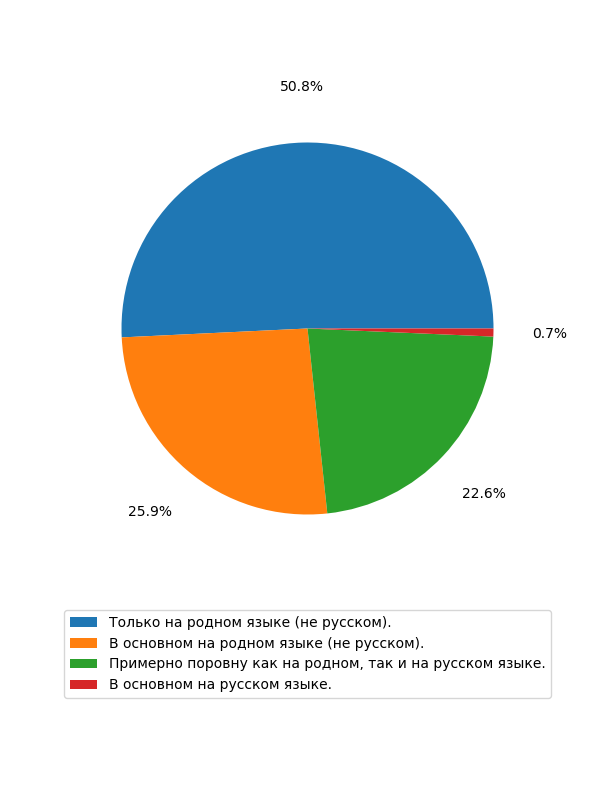 50.8%
0.7%
22.6%
25.9%
Только на родном языке (не русском).
В основном на родном языке (не русском).
Примерно поровну как на родном, так и на русском языке.
В основном на русском языке.